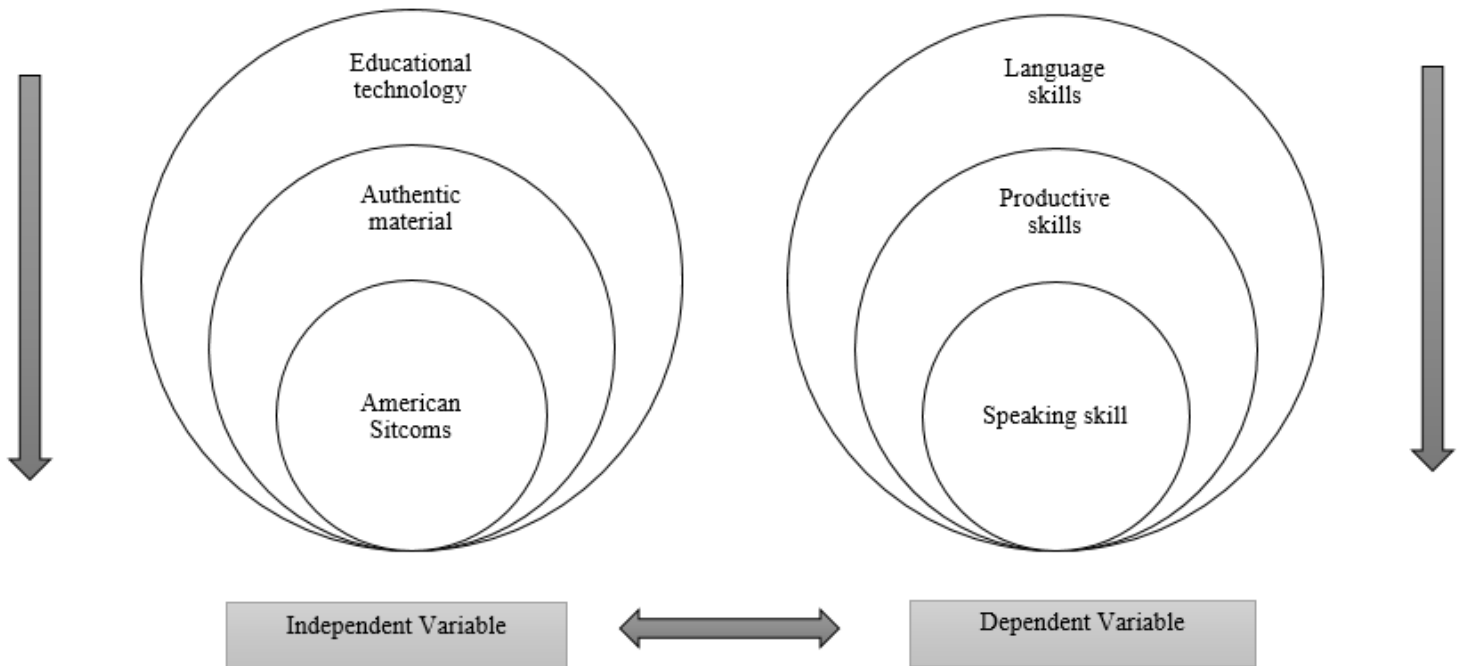 Educational
technology
Authentic
material
American
Sitcoms
Language
skills
Productive
skills
Speaking skill
Independent Variable
Dependent Variable